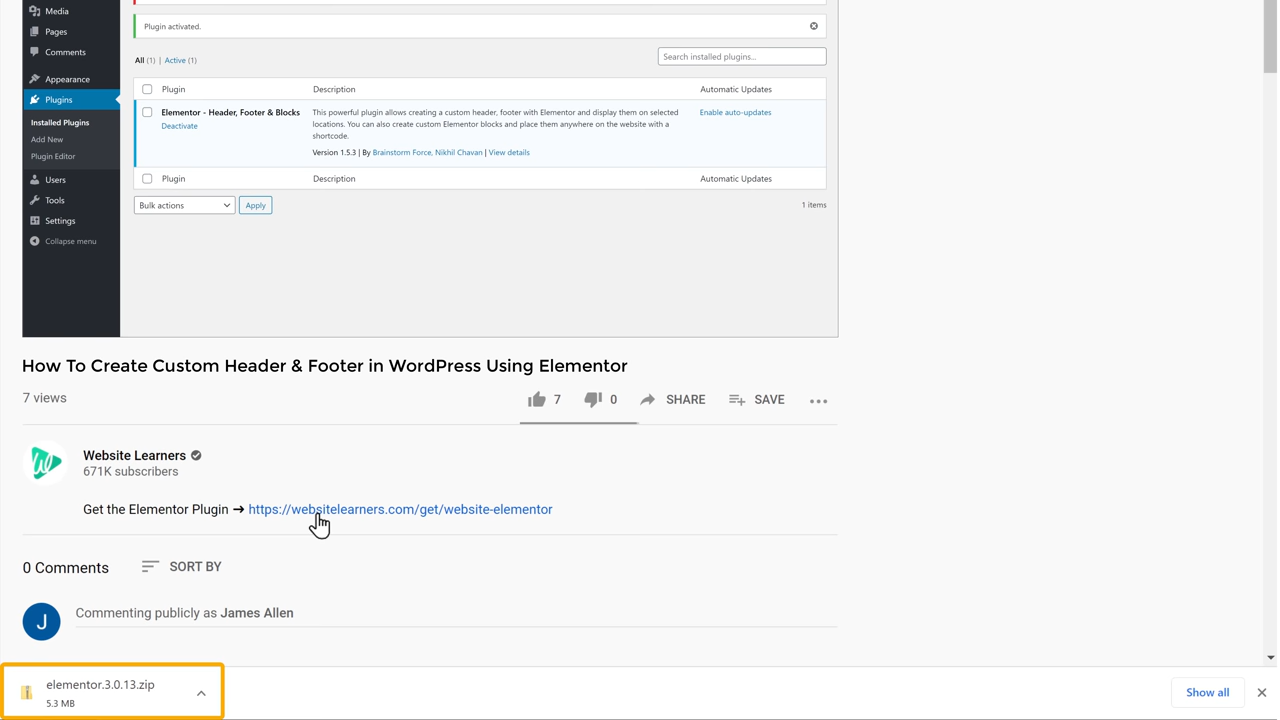 Media
Pages
Comments
Appearance
Plugins
Installed Plugins
Add New
Plugin Editor
Users
Tools
Settings
Collapse menu
Plugin activated.
All (1) | Active (1)
Search installed plugins...
Plugin Description Automatic Updates
Elementor - Header, Footer & Blocks
Deactivate
This powerful plugin allows creating a custom header, footer with Elementor and display them on selected
locations. You can also create custom Elementor blocks and place them anywhere on the website with a
shortcode.
Version 1.5.3 | By Brainstorm Force, Nikhil Chavan | View details
Enable auto-updates
Plugin Description Automatic Updates
Bulk actions Apply 1 items
How To Create Custom Header & Footer in WordPress Using Elementor
7 views
7 0 SHARE SAVE
Website Learners
671K subscribers
Get the Elementor Plugin ➔ https://websitelearners.com/get/website-elementor
0 Comments SORT BY
J Commenting publicly as James Allen
elementor.3.0.13.zip
5.3 MB
Show all